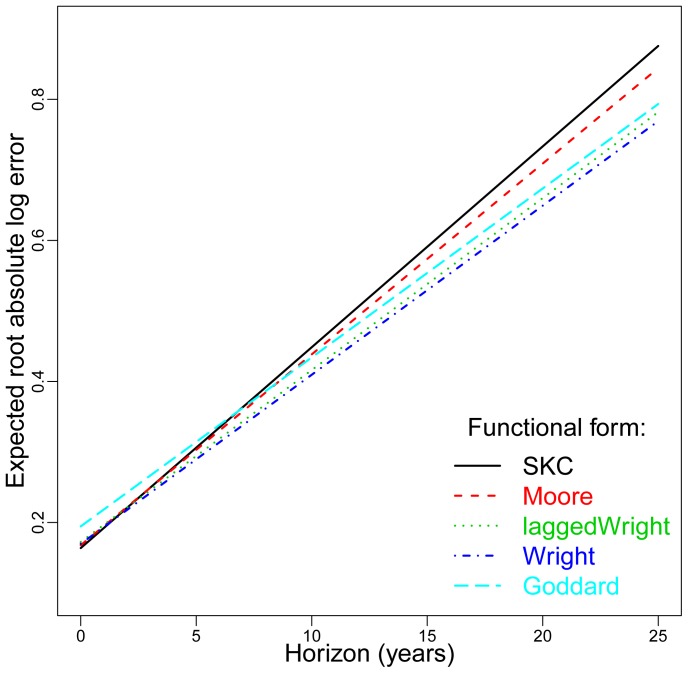 Expected root absolute log error
0.8
0.6
0.4
0.2
Functional form:
SKC
Moore
laggedWright
Wright
Goddard
0 5 10 15 20 25
Horizon (years)